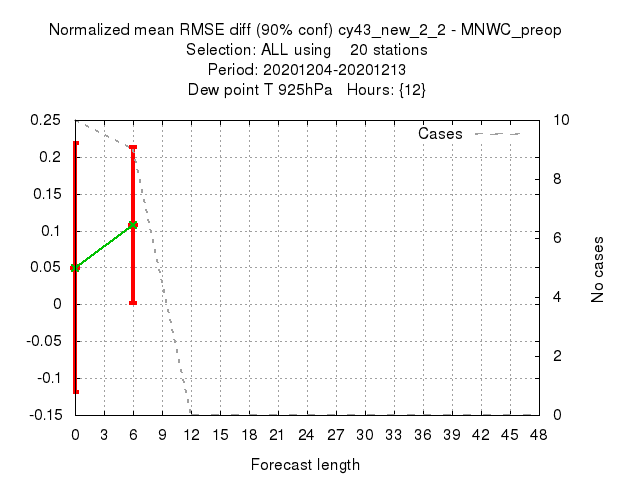 Normalized mean RMSE diff (90% conf) cy43_new_2_2 - MNWC_preop
Selection: ALL using 20 stations
Period: 20201204-20201213
Dew point T 925hPa Hours: {12}
Cases
0.25
0.2
0.15
0.1
0.05
0
-0.05
-0.1
-0.15
10
8
6
4
2
0
No cases
0 3 6 9 12 15 18 21 24 27 30 33 36 39 42 45 48
Forecast length